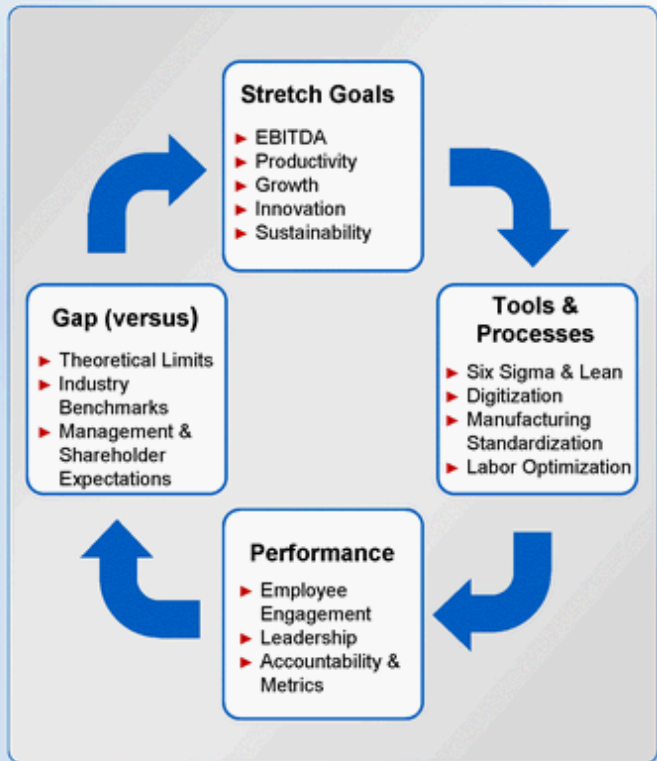 Stretch Goals
EBITDA
Productivity
Growth
Innovation
Sustainability
Tools &
Processes
Six Sigma & Lean
Digitization
Manufacturing
Standardization
Labor Optimization
Performance
Employee
Engagement
Leadership
Accountability &
Metrics
Gap (versus)
Theoretical Limits
Industry
Benchmarks
Management &
Shareholder
Expectations